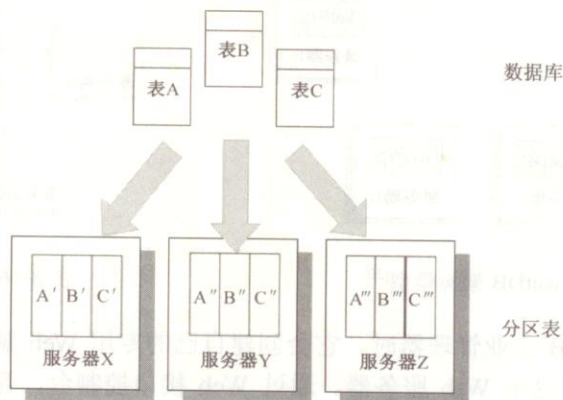 表B
表A
表C
数据库
A′ B′ C′
A″ B″ C″
A‴ B‴ C‴
服务器X
服务器Y
服务器Z
分区表